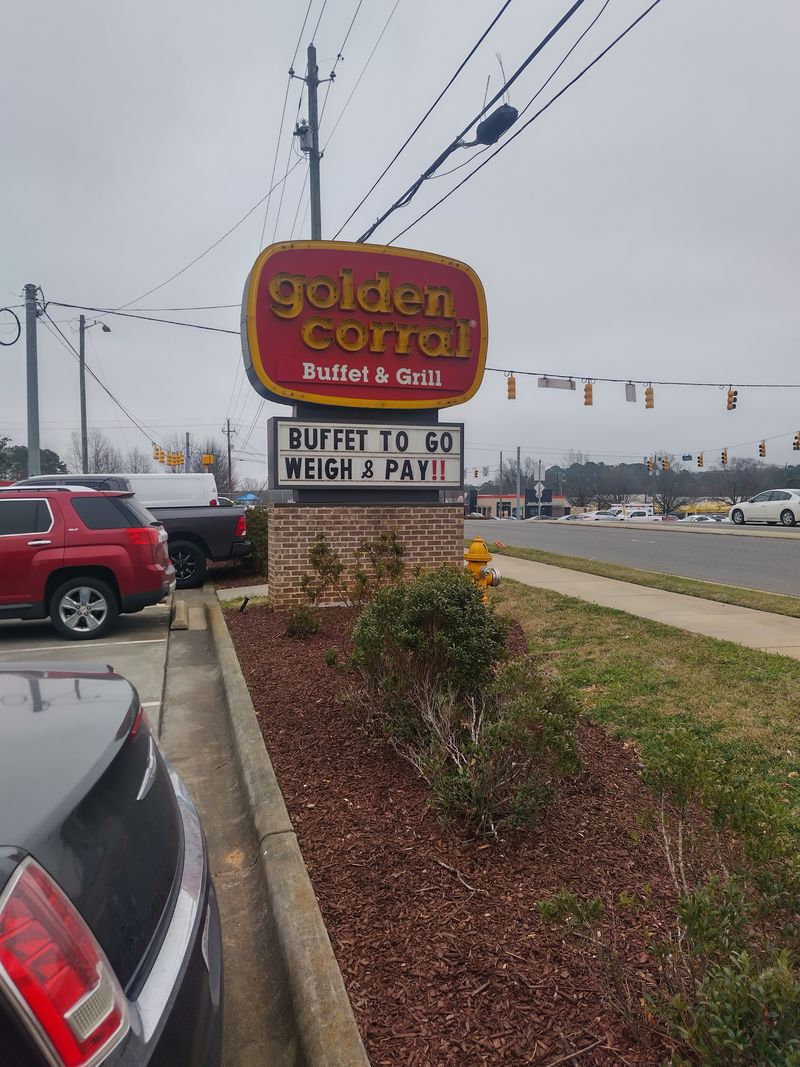 golden
corral®
Buffet & Grill
BUFFET TO GO
WEIGH & PAY!!